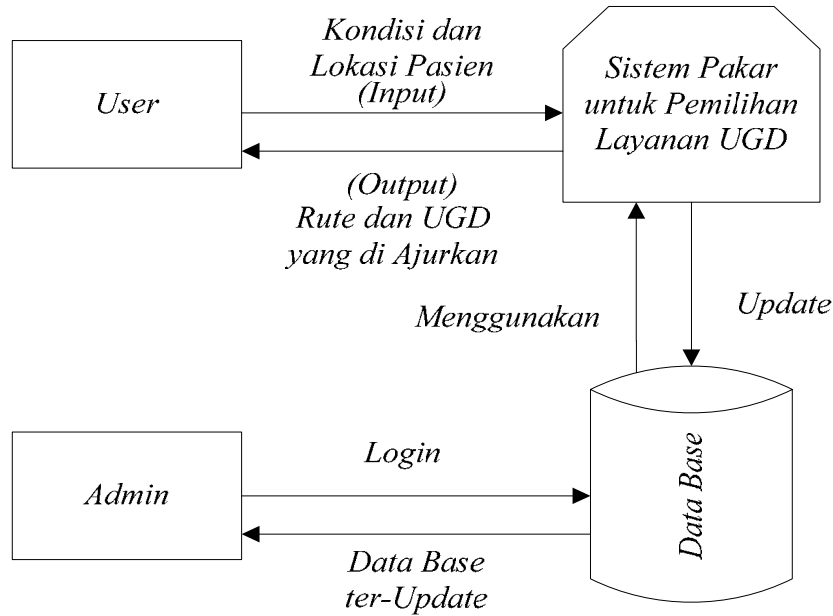 User
Kondisi dan
Lokasi Pasien
(Input)
Sistem Pakar
untuk Pemilihan
Layanan UGD
(Output)
Rute dan UGD
yang di Ajurkan
Menggunakan
Update
Admin
Login
Data Base
Data Base
ter-Update